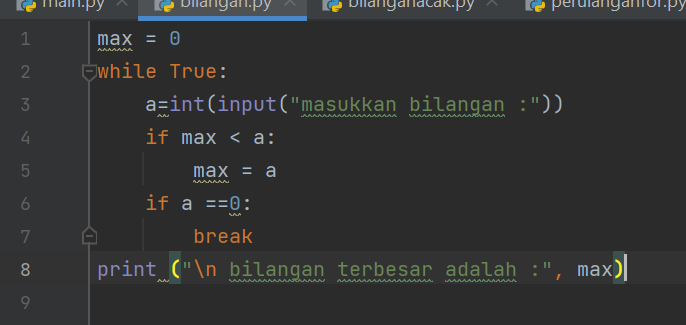 main.py bilangan.py bilanganacak.py perulanganfor.py
1 max = 0
2 while True:
3     a=int(input("masukkan bilangan :"))
4     if max < a:
5         max = a
6     if a ==0:
7         break
8 print ("\n bilangan terbesar adalah :", max)
9